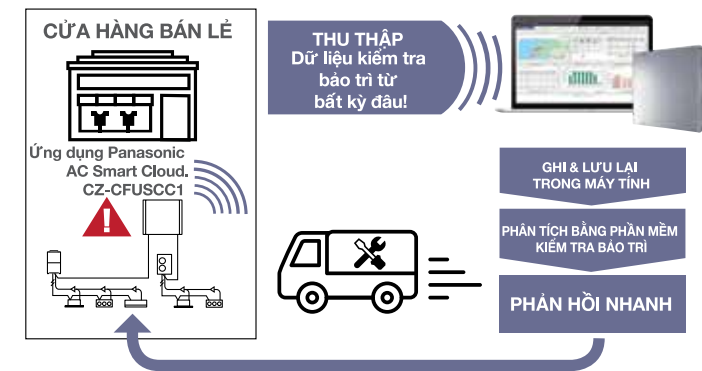 CỬA HÀNG BÁN LẺ
Ứng dụng Panasonic
AC Smart Cloud.
CZ-CFUSCC1
THU THẬP
Dữ liệu kiểm tra
bảo trì từ
bất kỳ đâu!
GHI & LƯU LẠI
TRONG MÁY TÍNH
PHÂN TÍCH BẰNG PHẦN MỀM
KIỂM TRA BẢO TRÌ
PHẢN HỒI NHANH